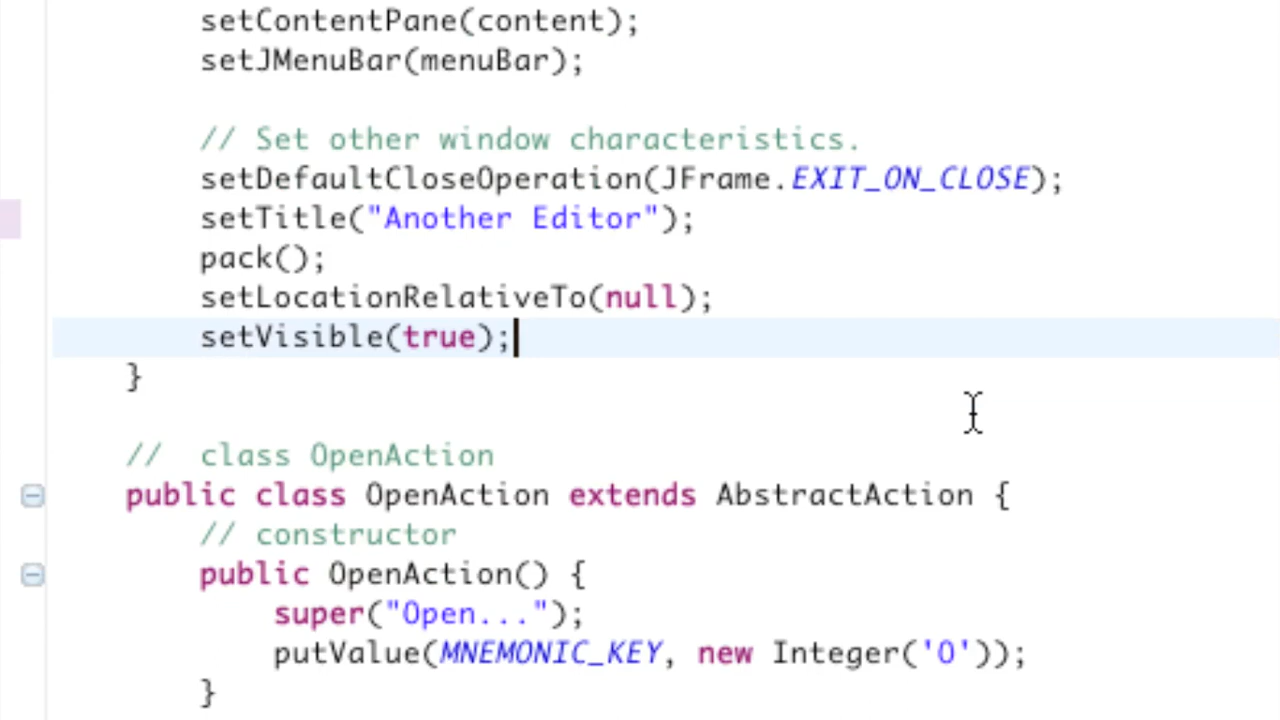 setContentPane(content);
setJMenuBar(menuBar);
// Set other window characteristics.
setDefaultCloseOperation(JFrame.EXIT_ON_CLOSE);
setTitle("Another Editor");
pack();
setLocationRelativeTo(null);
setVisible(true);
}
//  class OpenAction
public class OpenAction extends AbstractAction {
// constructor
public OpenAction() {
super("Open...");
putValue(MNEMONIC_KEY, new Integer('O'));
}